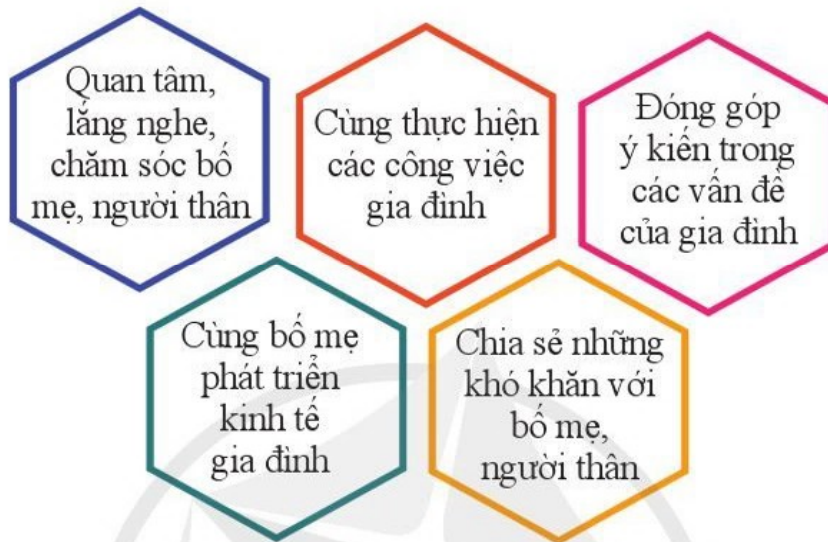 Quan tâm,
lắng nghe,
chăm sóc bố
mẹ, người thân
Cùng thực hiện
các công việc
gia đình
Đóng góp
ý kiến trong
các vấn đề
của gia đình
Cùng bố mẹ
phát triển
kinh tế
gia đình
Chia sẻ những
khó khăn với
bố mẹ,
người thân